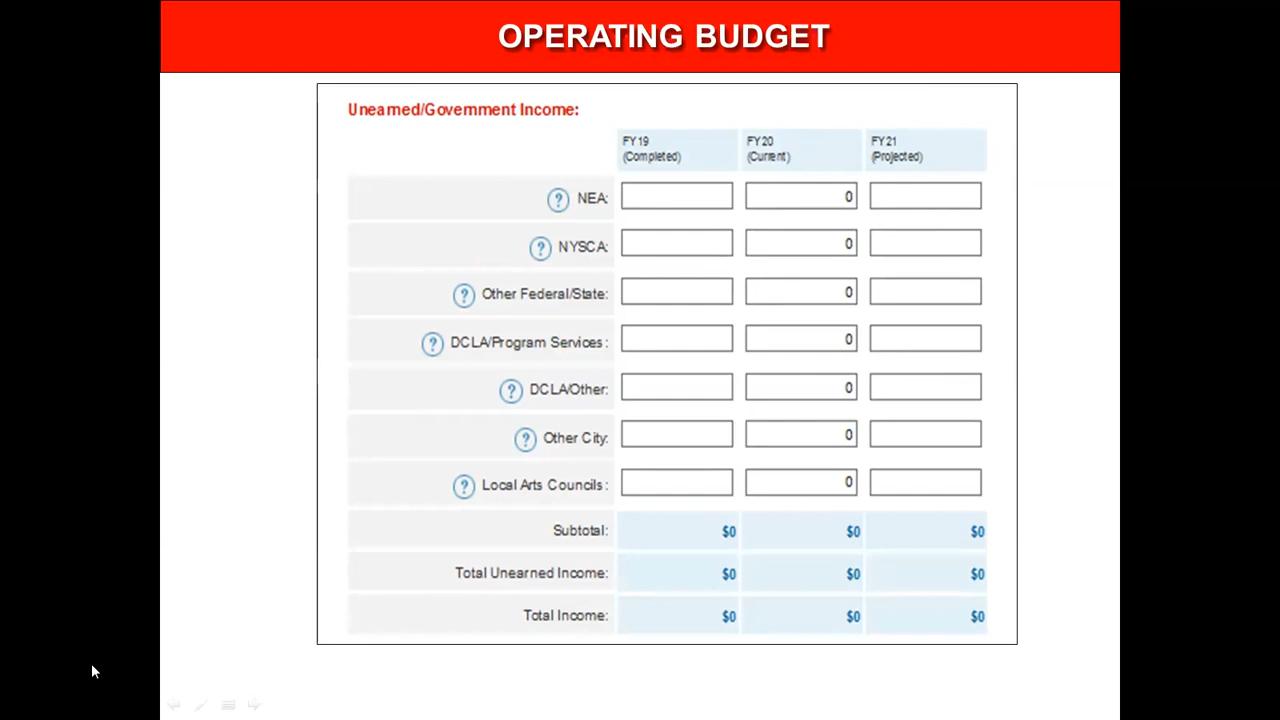 OPERATING BUDGET
Unearned/Government Income:
FY19 FY20 FY21
(Completed) (Current) (Projected)
? NEA: 0
? NYSCA: 0
? Other Federal/State: 0
? DCLA/Program Services: 0
? DCLA/Other: 0
? Other City: 0
? Local Arts Councils: 0
Subtotal: $0 $0 $0
Total Unearned Income: $0 $0 $0
Total Income: $0 $0 $0